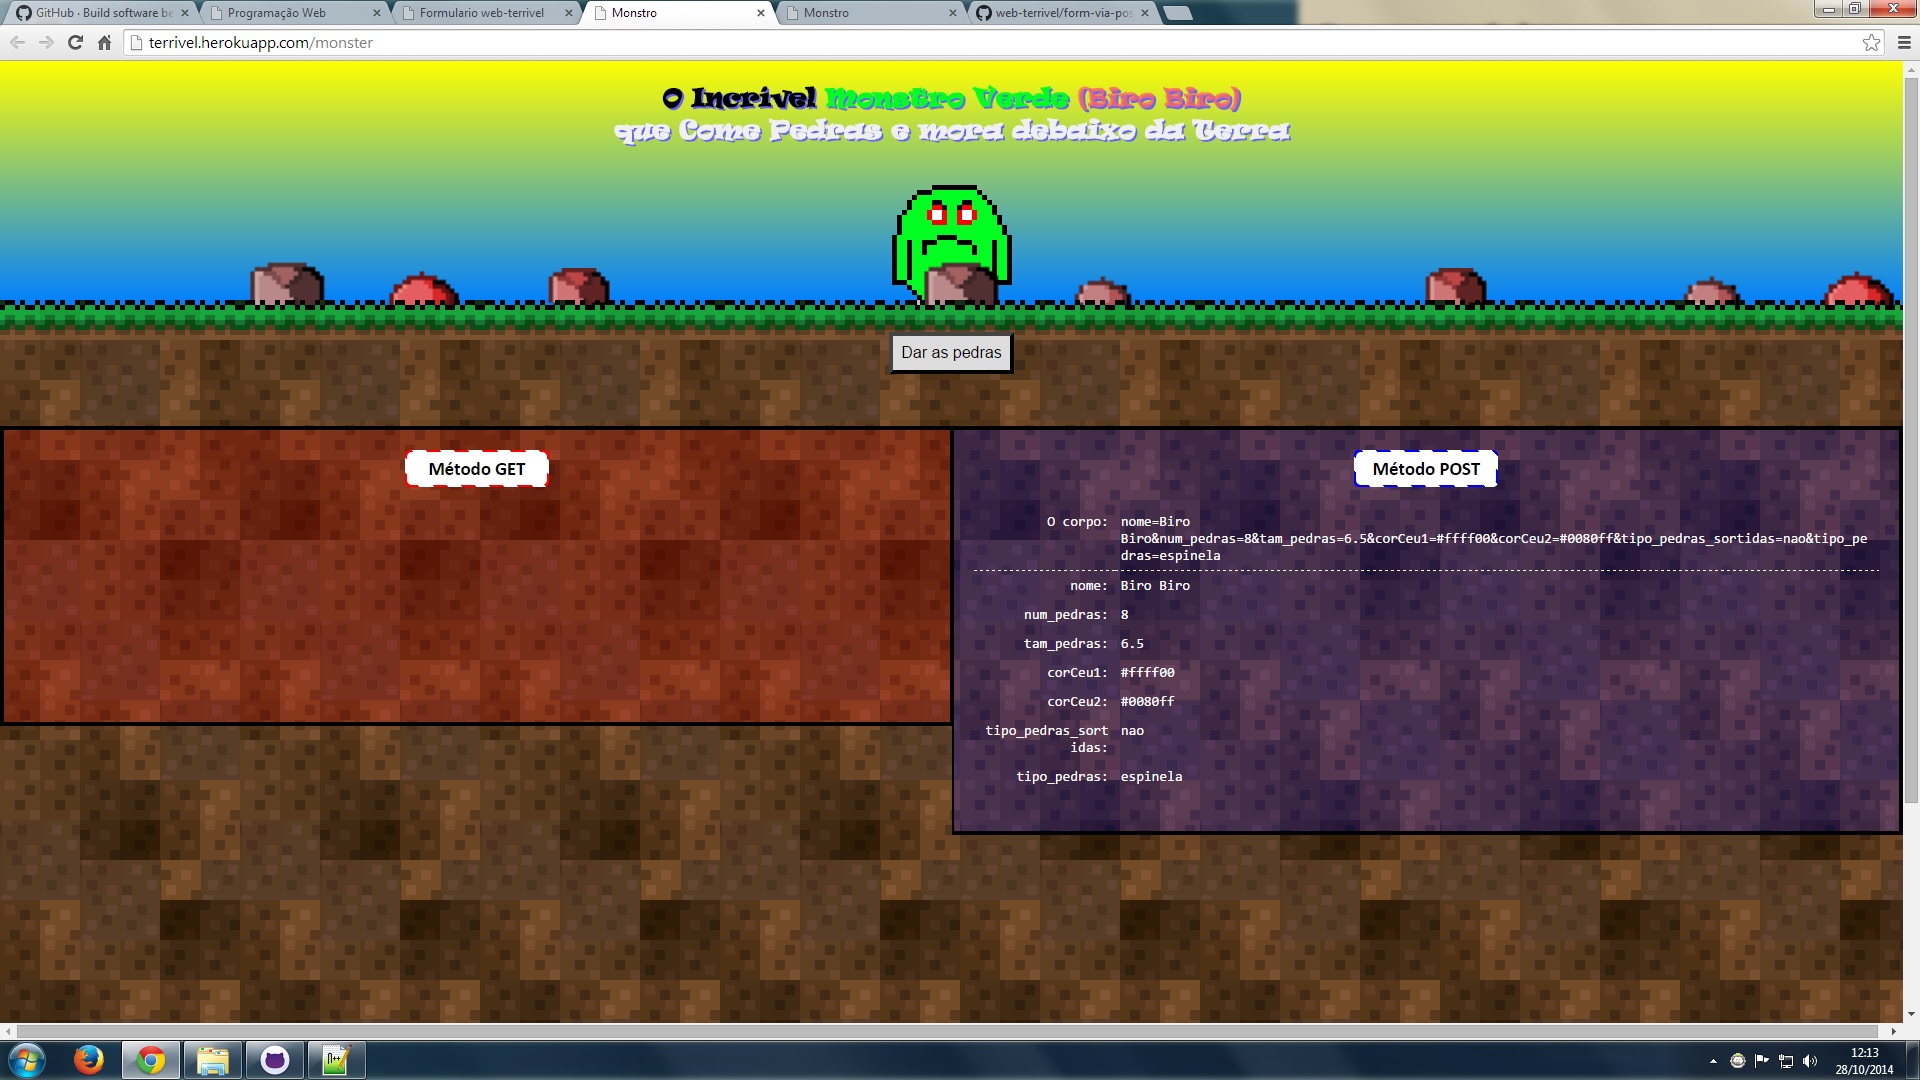 GitHub · Build software be
Programação Web
Formulario web-terrivel
Monstro
Monstro
web-terrivel/form-via-pos
terrivel.herokuapp.com/monster
O Incrivel Monstro Verde (Biro Biro)
que Come Pedras e mora debaixo da Terra
Dar as pedras
Método GET
Método POST
O corpo: nome=Biro
Biro&num_pedras=8&tam_pedras=6.5&corCeu1=#ffff00&corCeu2=#0080ff&tipo_pedras_sortidas=nao&tipo_pe
dras=espinela
nome: Biro Biro
num_pedras: 8
tam_pedras: 6.5
corCeu1: #ffff00
corCeu2: #0080ff
tipo_pedras_sort nao
idas:
tipo_pedras: espinela
12:13
28/10/2014